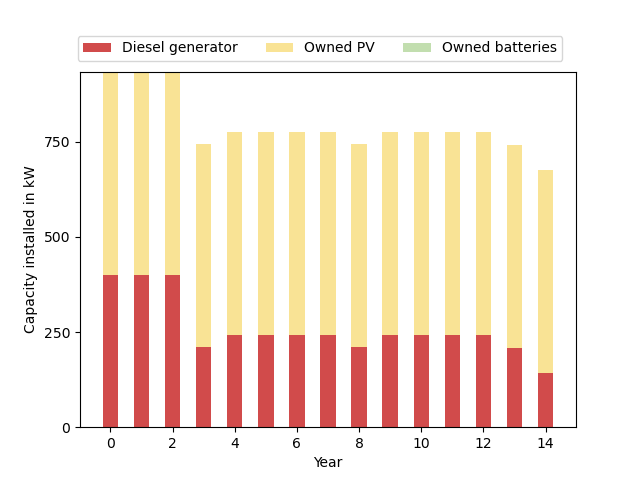 Diesel generator Owned PV Owned batteries
750
500
250
0
Capacity installed in kW
0 2 4 6 8 10 12 14
Year